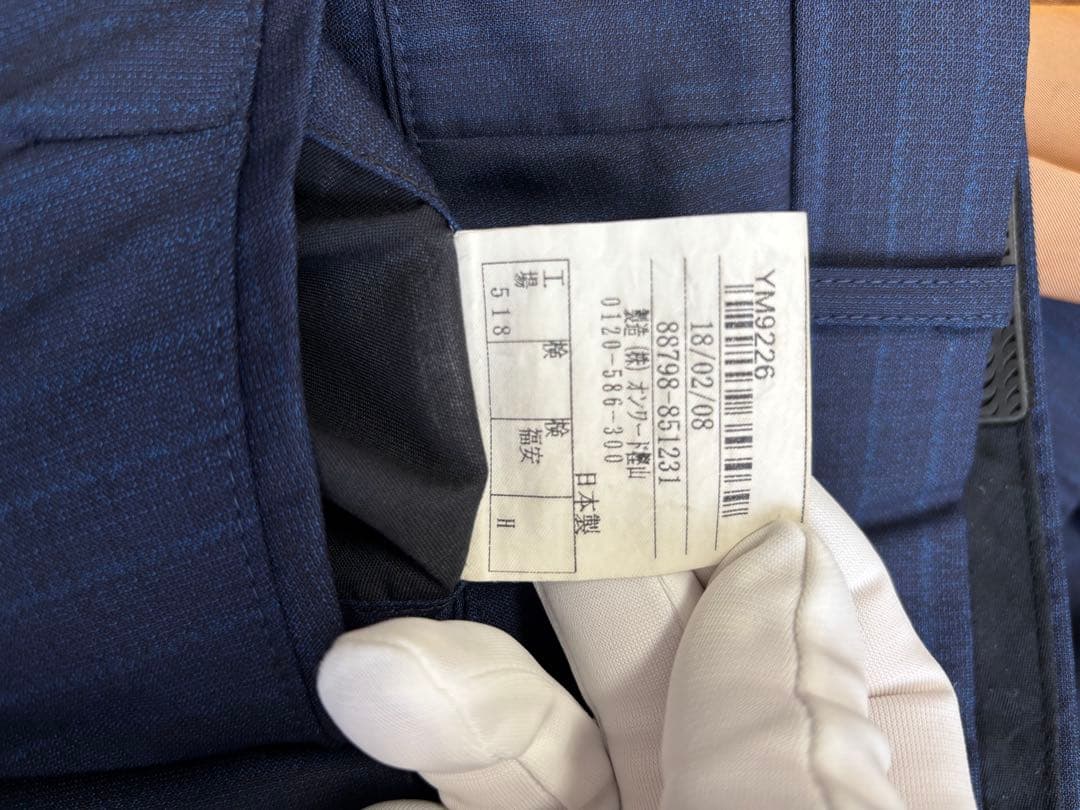 YM9226
18/02/08
88798-851231
製造 (株) オンワード樫山
0120-586-300
日本製
工場 検 検
518 福安 H